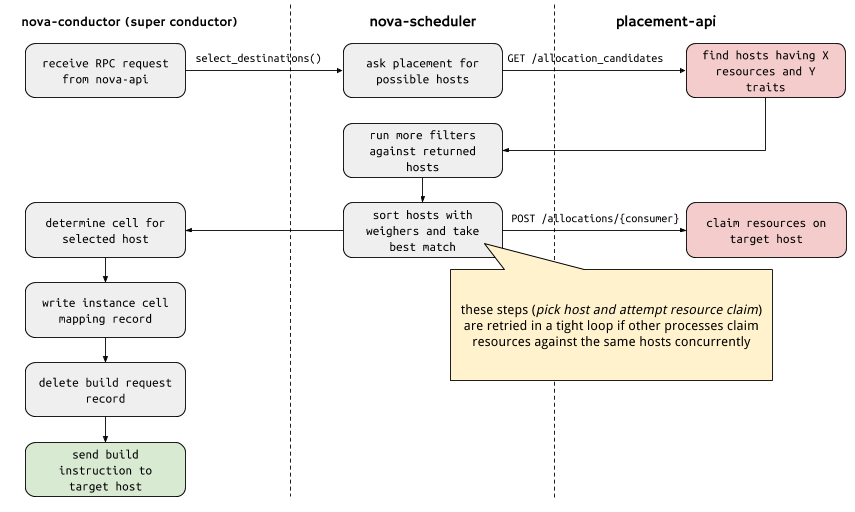 nova-conductor (super conductor)
nova-scheduler
placement-api
receive RPC request
from nova-api
select_destinations()
ask placement for
possible hosts
GET /allocation_candidates
find hosts having X
resources and Y
traits
run more filters
against returned
hosts
determine cell for
selected host
sort hosts with
weighers and take
best match
POST /allocations/{consumer}
claim resources on
target host
these steps (pick host and attempt resource claim)
are retried in a tight loop if other processes claim
resources against the same hosts concurrently
write instance cell
mapping record
delete build request
record
send build
instruction to
target host